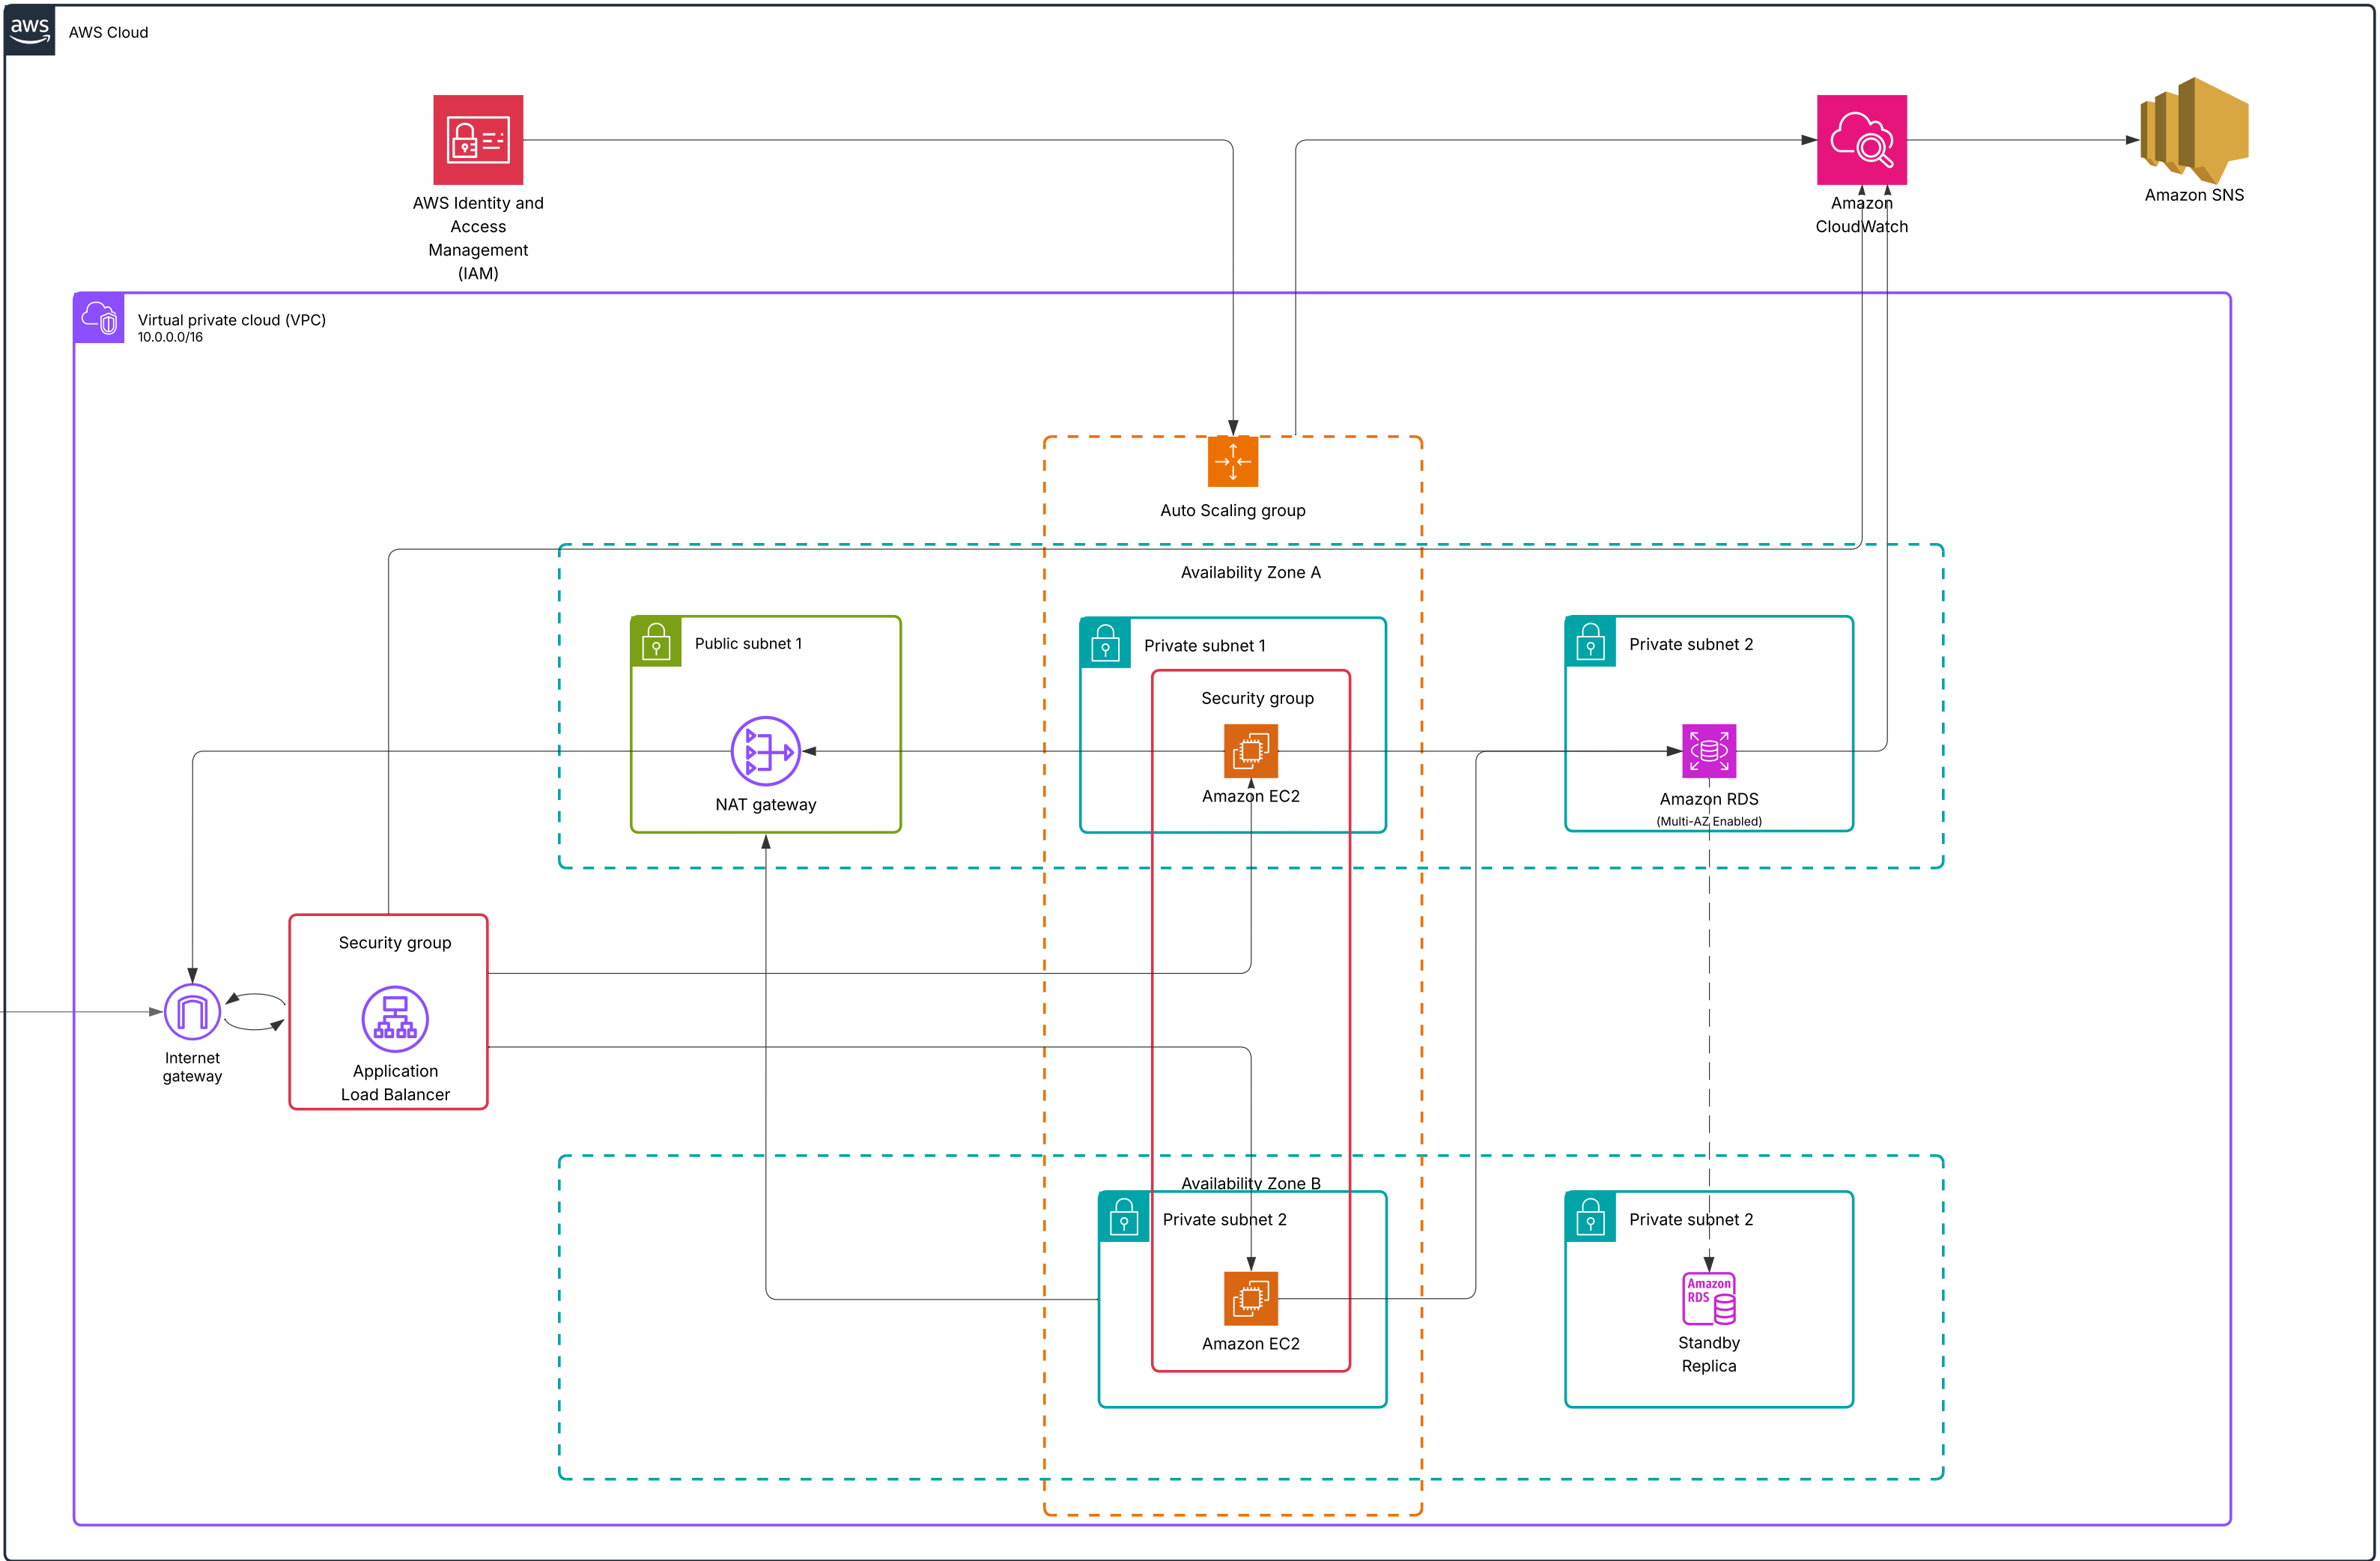 aws
AWS Cloud
AWS Identity and
Access
Management
(IAM)
Amazon
CloudWatch
Amazon SNS
Virtual private cloud (VPC)
10.0.0.0/16
Auto Scaling group
Availability Zone A
Public subnet 1
Private subnet 1
Private subnet 2
Security group
NAT gateway
Amazon EC2
Amazon RDS
(Multi-AZ Enabled)
Security group
Internet
gateway
Application
Load Balancer
Availability Zone B
Private subnet 2
Private subnet 2
Amazon
RDS
Amazon EC2
Standby
Replica